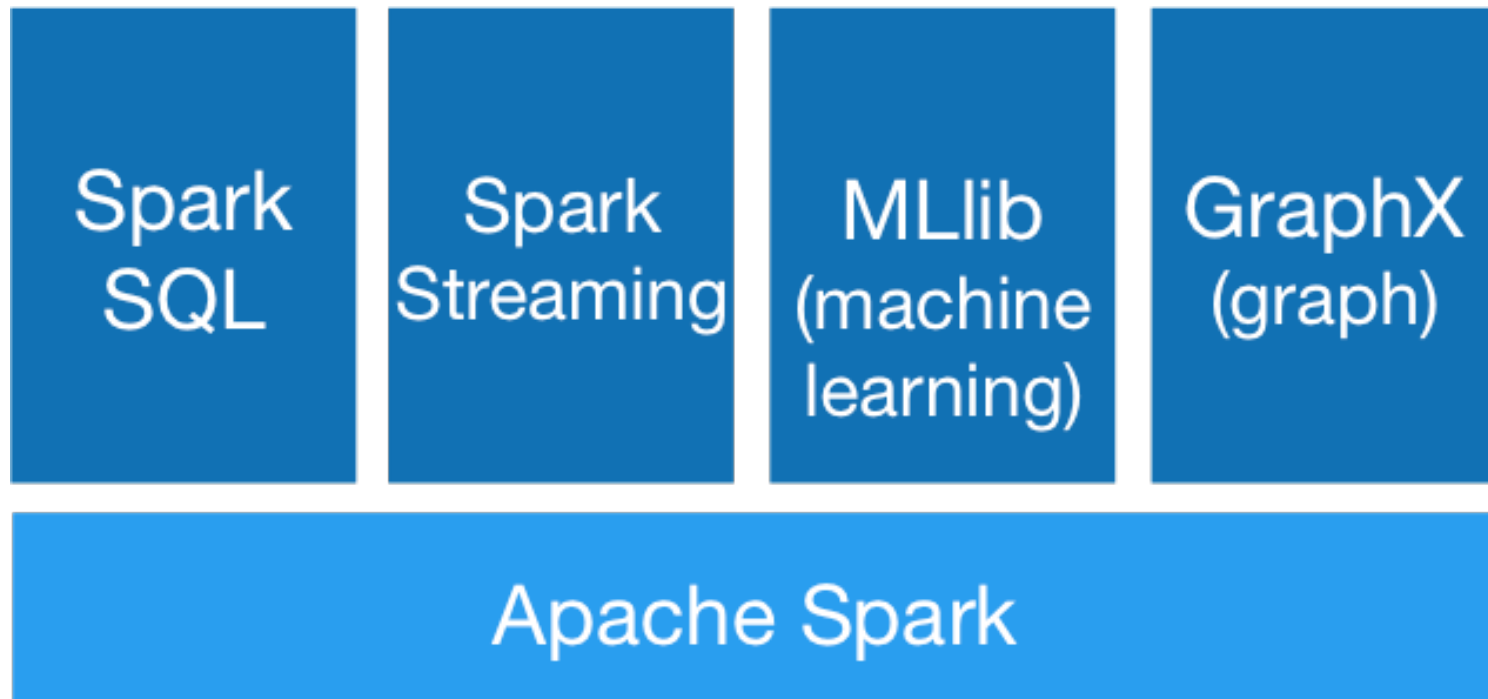 Spark
SQL
Spark
Streaming
MLlib
(machine
learning)
GraphX
(graph)
Apache Spark